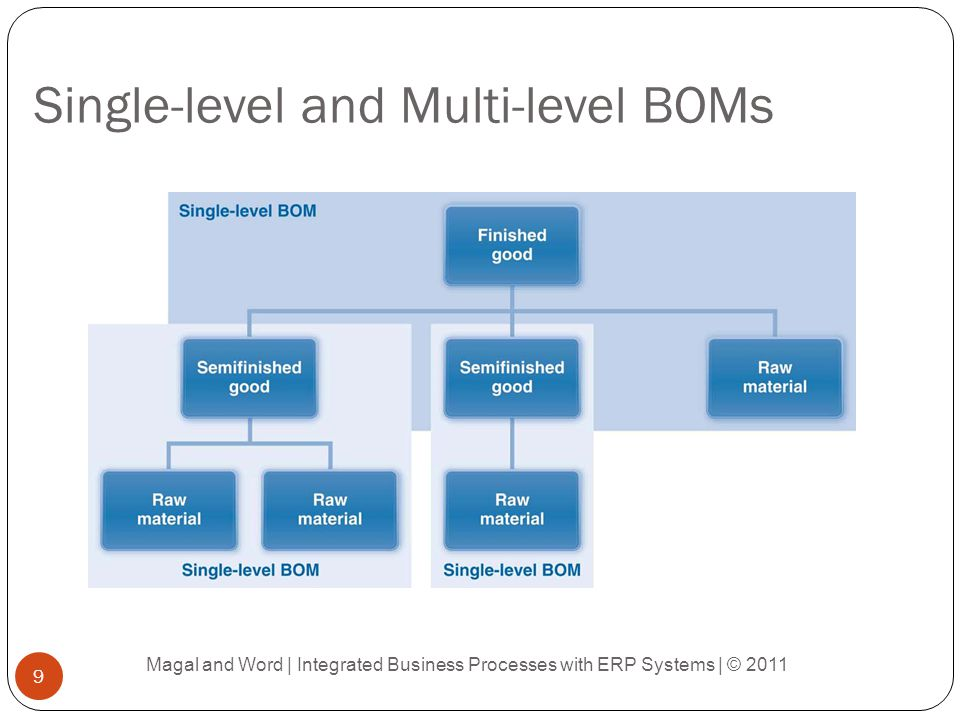 Single-level and Multi-level BOMs
Single-level BOM
Finished
good
Semifinished
good
Semifinished
good
Raw
material
Raw
material
Raw
material
Raw
material
Single-level BOM
Single-level BOM
Magal and Word | Integrated Business Processes with ERP Systems | © 2011
9